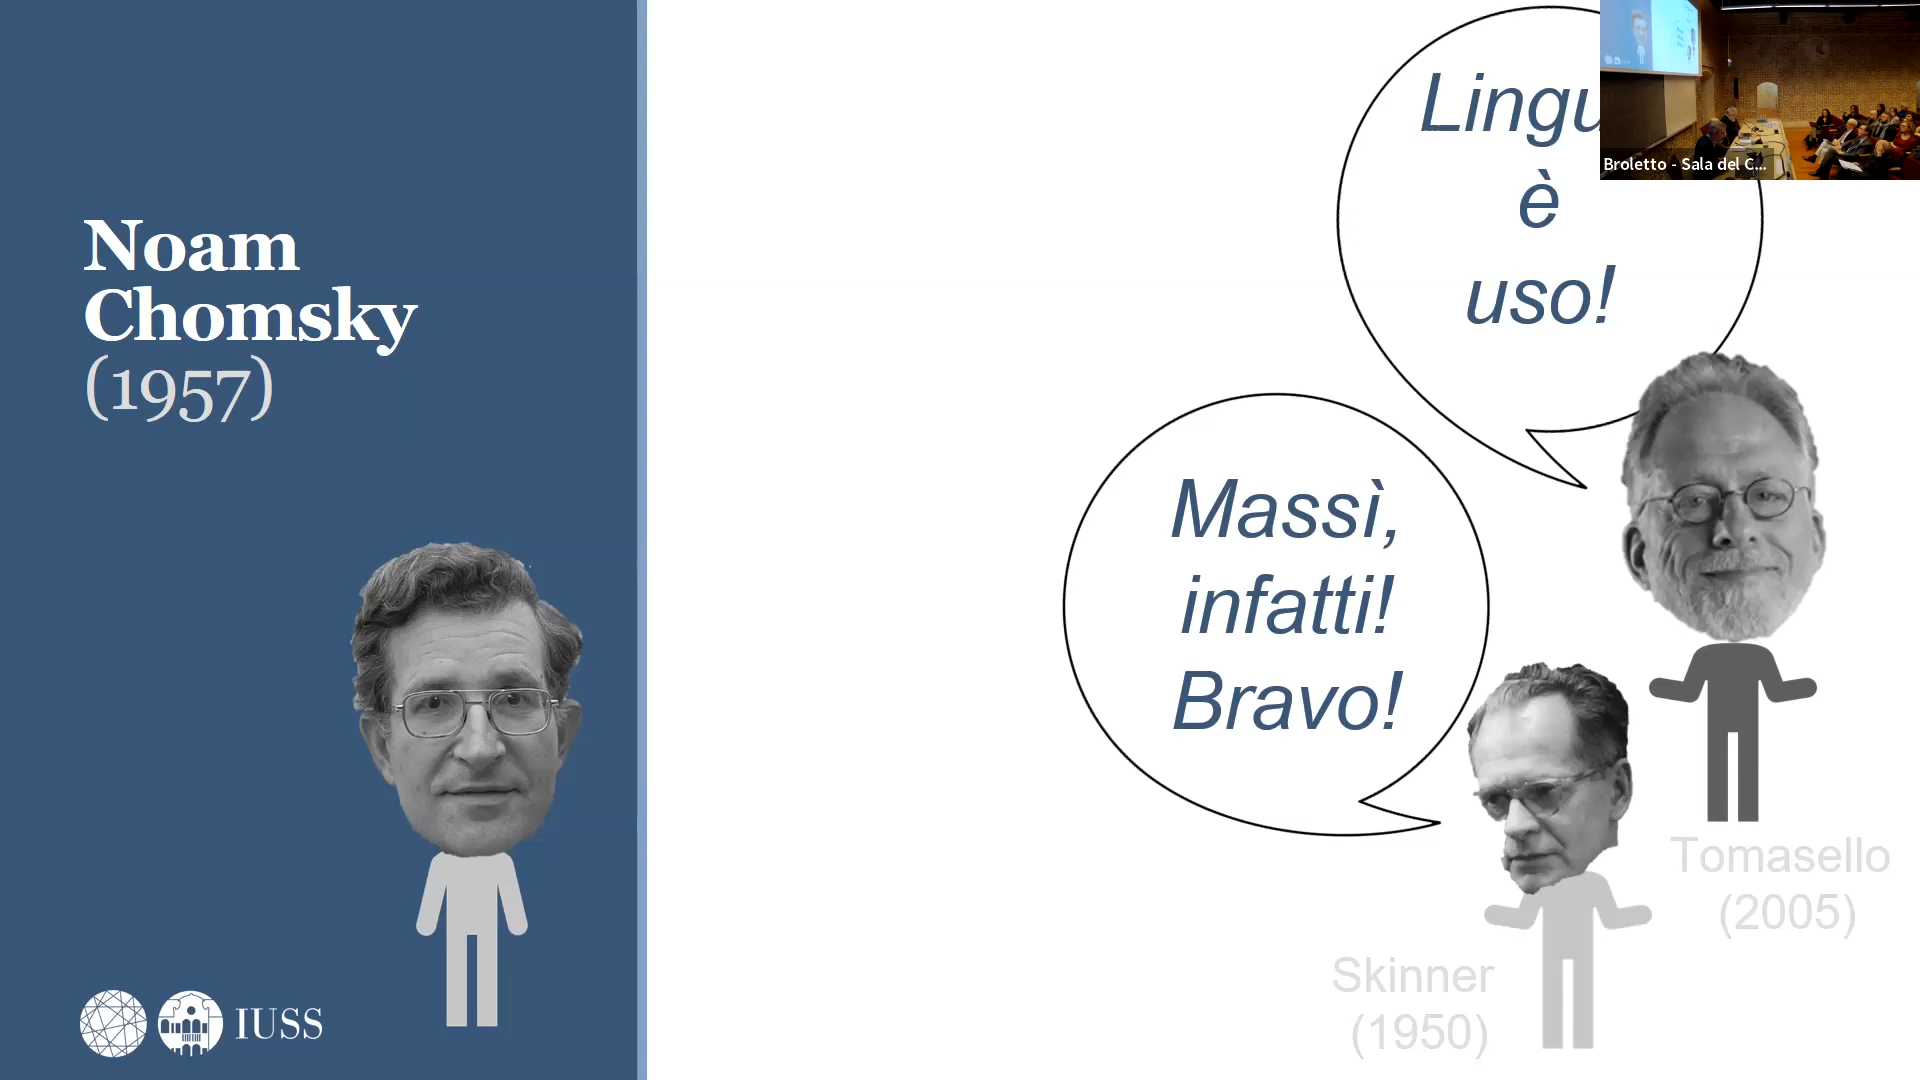 Noam
Chomsky
(1957)
IUSS
Lingu
è
uso!
Broletto - Sala del C...
Massì,
infatti!
Bravo!
Tomasello
(2005)
Skinner
(1950)